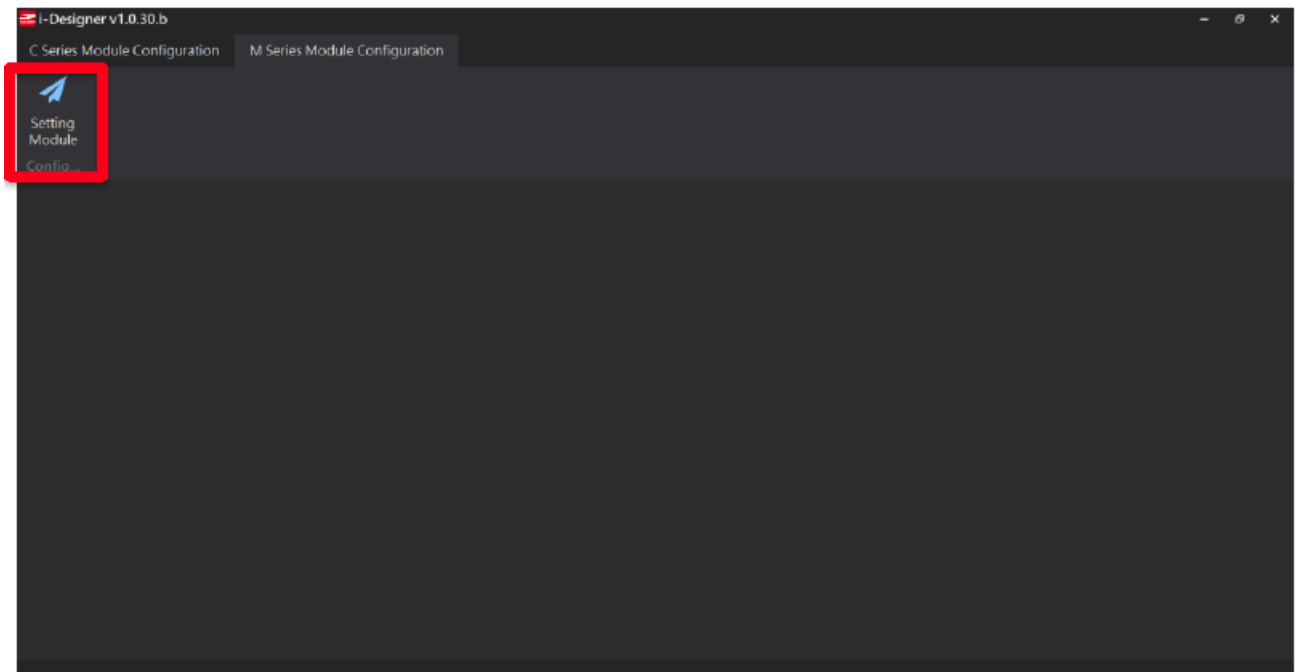 i-Designer v1.0.30.b
C Series Module Configuration M Series Module Configuration
Setting
Module
Config...